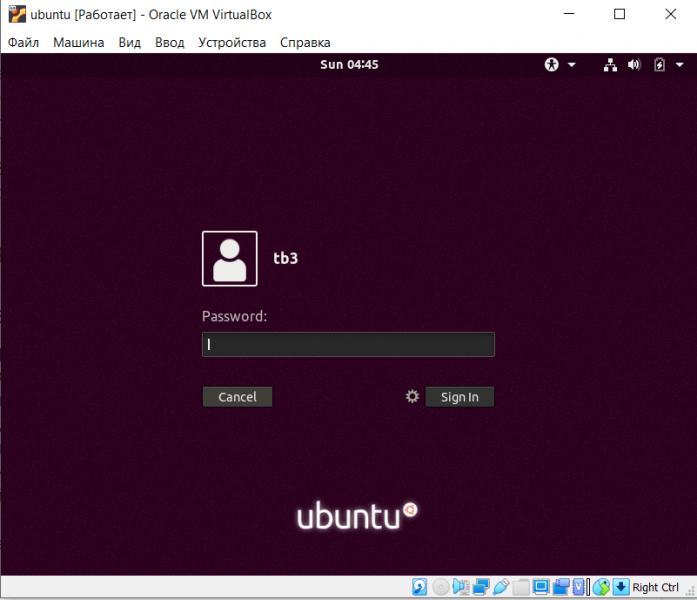 ubuntu [Работает] - Oracle VM VirtualBox
Файл Машина Вид Ввод Устройства Справка
Sun 04:45
tb3
Password:
Cancel Sign In
ubuntu
Right Ctrl